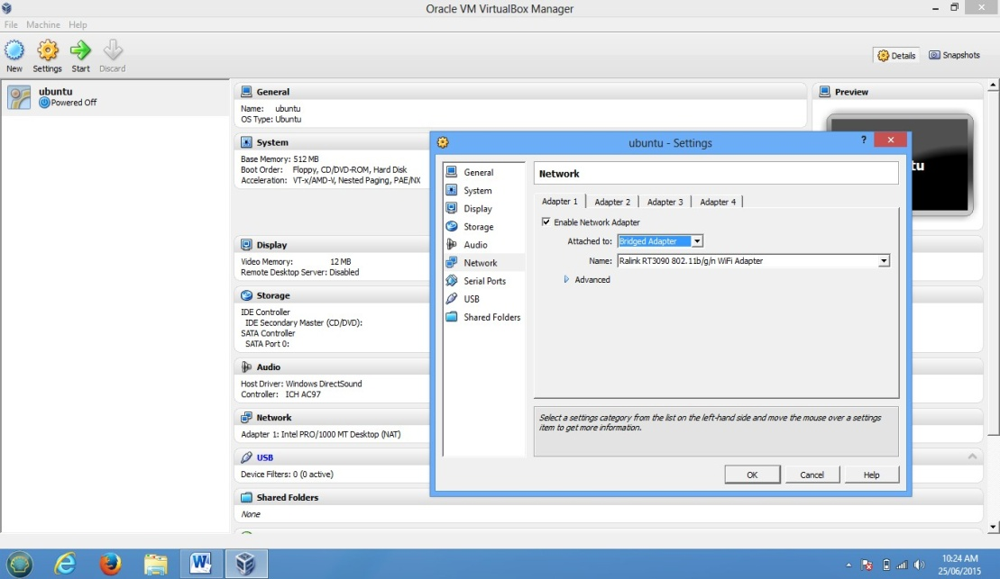 Oracle VM VirtualBox Manager
File Machine Help
New Settings Start Discard
Details Snapshots
ubuntu
Powered Off
General
Name: ubuntu
OS Type: Ubuntu
System
Base Memory: 512 MB
Boot Order: Floppy, CD/DVD-ROM, Hard Disk
Acceleration: VT-x/AMD-V, Nested Paging, PAE/NX
Display
Video Memory: 12 MB
Remote Desktop Server: Disabled
Storage
IDE Controller
IDE Secondary Master (CD/DVD):
SATA Controller
SATA Port 0:
Audio
Host Driver: Windows DirectSound
Controller: ICH AC97
Network
Adapter 1: Intel PRO/1000 MT Desktop (NAT)
USB
Device Filters: 0 (0 active)
Shared Folders
None
Preview
tu
ubuntu - Settings
?
General
System
Display
Storage
Audio
Network
Serial Ports
USB
Shared Folders
Network
Adapter 1 Adapter 2 Adapter 3 Adapter 4
Enable Network Adapter
Attached to: Bridged Adapter
Name: Ralink RT3090 802.11b/g/n WiFi Adapter
Advanced
Select a settings category from the list on the left-hand side and move the mouse over a settings
item to get more information.
OK Cancel Help
10:24 AM
25/06/2015